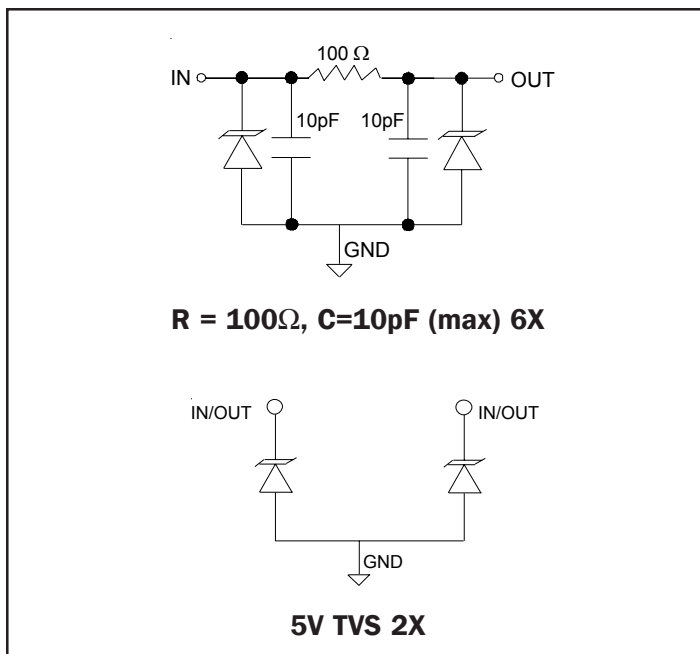 100 Ω
IN
OUT
10pF
10pF
GND
R = 100Ω, C=10pF (max) 6X
IN/OUT
IN/OUT
GND
5V TVS 2X